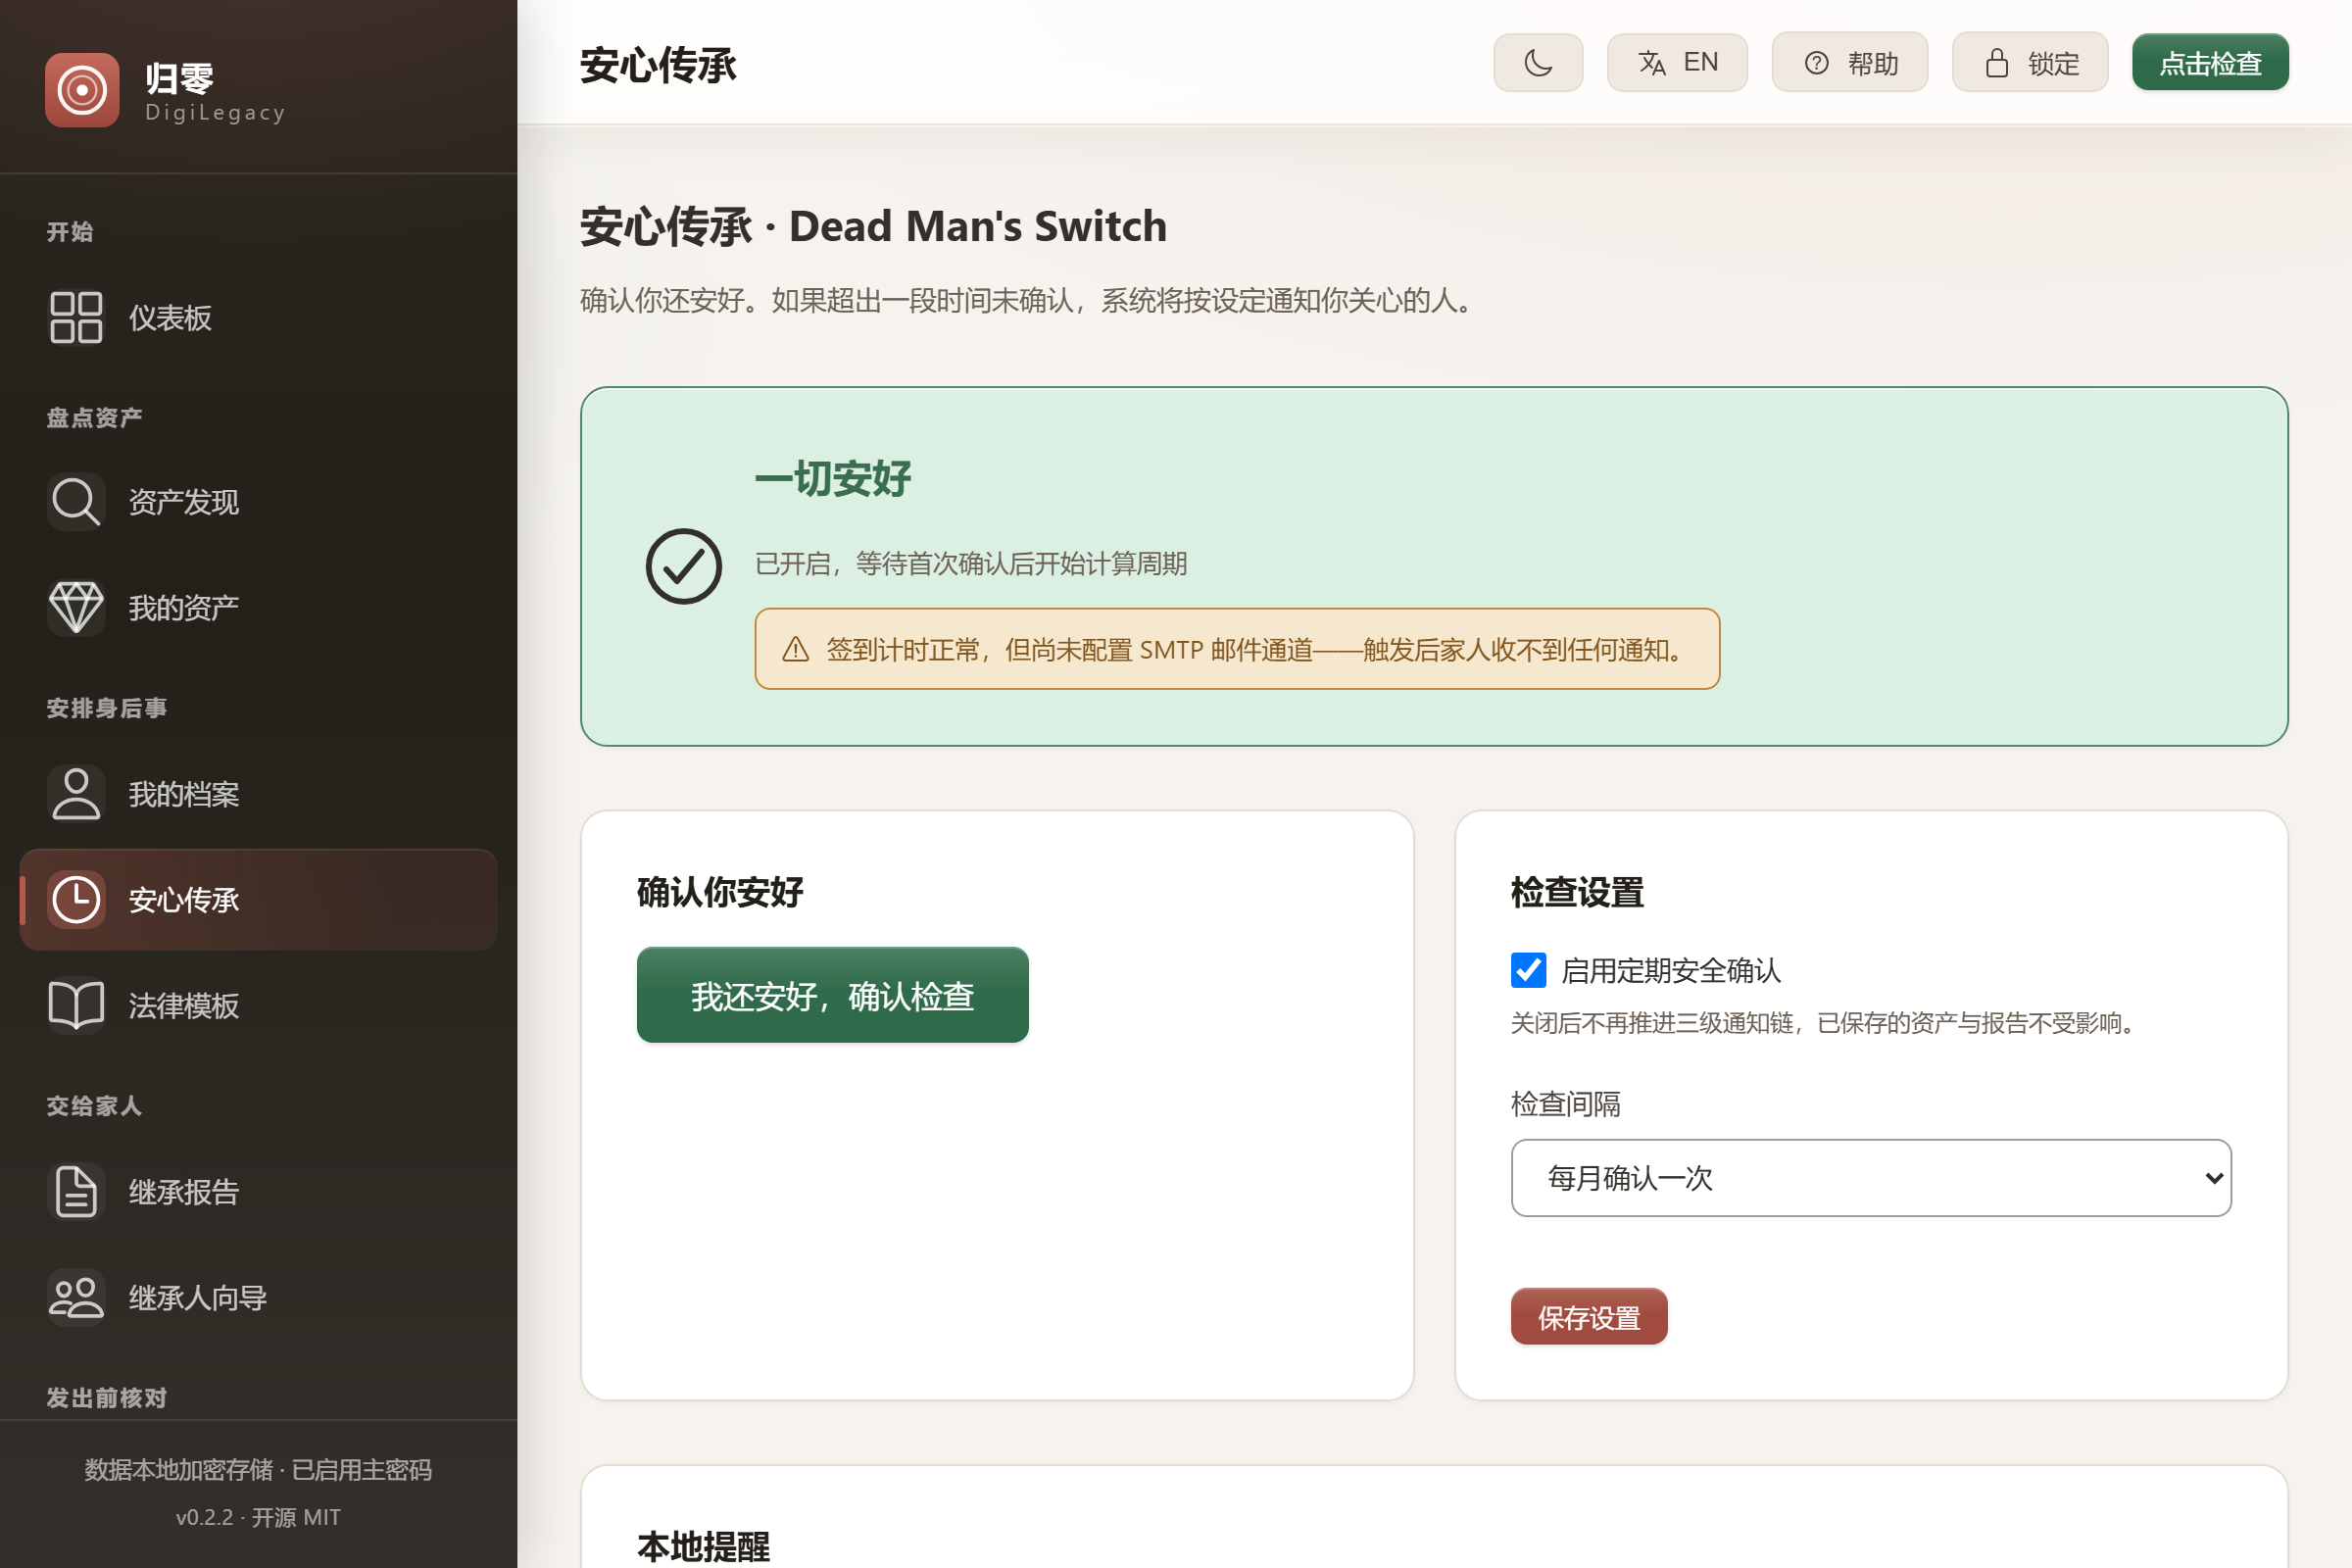 归零
DigiLegacy
开始
仪表板
盘点资产
资产发现
我的资产
安排身后事
我的档案
安心传承
法律模板
交给家人
继承报告
继承人向导
发出前核对
数据本地加密存储 · 已启用主密码
v0.2.2 · 开源 MIT
安心传承
EN
帮助
锁定
点击检查
安心传承 · Dead Man's Switch
确认你还安好。如果超出一段时间未确认，系统将按设定通知你关心的人。
一切安好
已开启，等待首次确认后开始计算周期
签到计时正常，但尚未配置 SMTP 邮件通道——触发后家人收不到任何通知。
确认你安好
我还安好，确认检查
检查设置
启用定期安全确认
关闭后不再推进三级通知链，已保存的资产与报告不受影响。
检查间隔
每月确认一次
保存设置
本地提醒